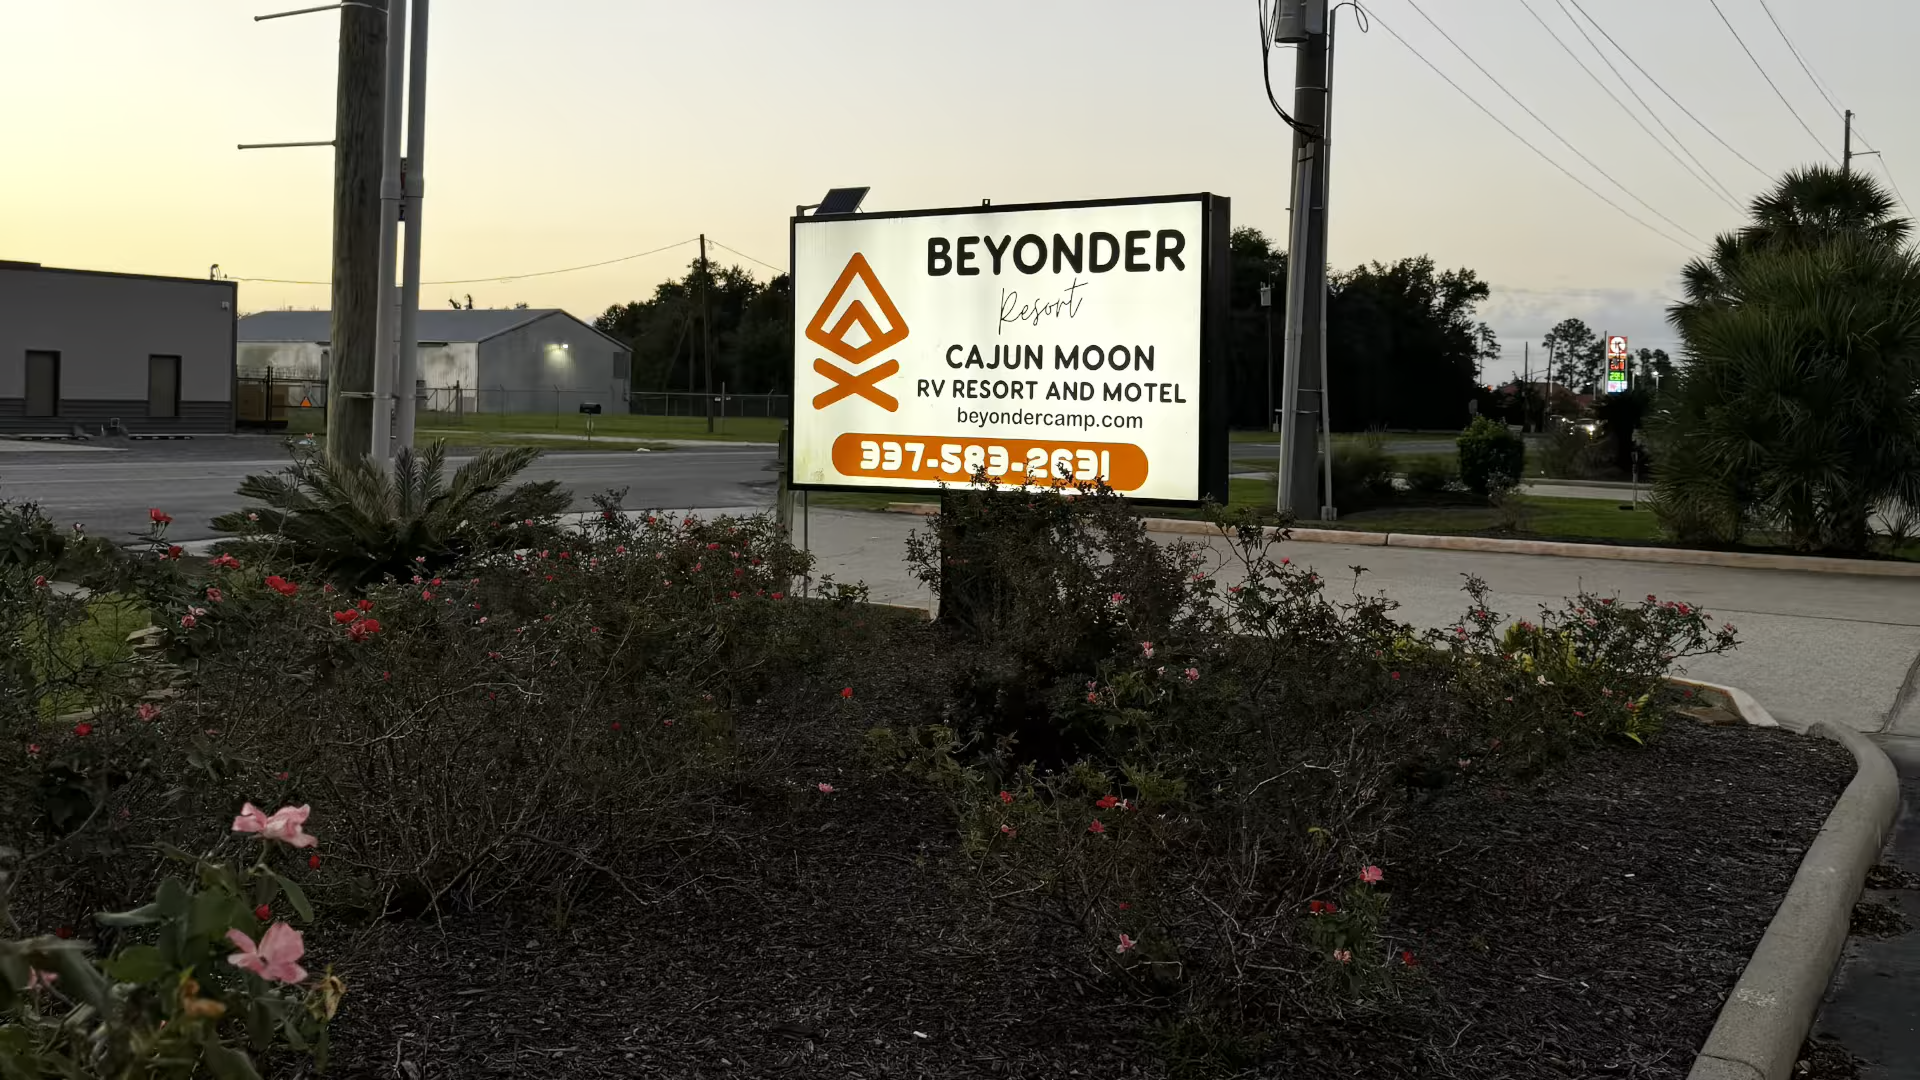 BEYONDER
Resort
CAJUN MOON
RV RESORT AND MOTEL
beyondercamp.com
337-583-2631